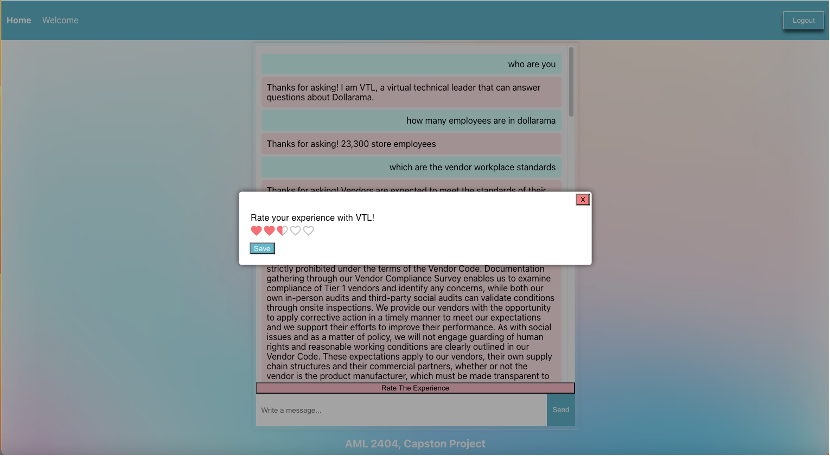 Home Welcome Logout
who are you
Thanks for asking! I am VTL, a virtual technical leader that can answer
questions about Dollarama.
how many employees are in dollarama
Thanks for asking! 23,300 store employees
which are the vendor workplace standards
Thanks for asking! Vendors are expected to meet the standards of their
X
Rate your experience with VTL!
Save
strictly prohibited under the terms of the Vendor Code. Documentation
gathering through our Vendor Compliance Survey enables us to examine
compliance of Tier 1 vendors and identify any concerns, while both our
own in-person audits and third-party social audits can validate conditions
through onsite inspections. We provide our vendors with the opportunity
to apply corrective action in a timely manner to meet our expectations
and we support their efforts to improve their performance. As with social
issues and as a matter of policy, we will not engage guarding of human
rights and reasonable working conditions are clearly outlined in our
Vendor Code. These expectations apply to our vendors, their own supply
chain structures and their commercial partners, whether or not the
vendor is the product manufacturer, which must be made transparent to
Rate The Experience
Write a message... Send
AML 2404, Capston Project